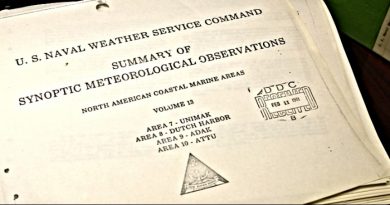 U. S. NAVAL WEATHER SERVICE COMMAND
SUMMARY OF
SYNOPTIC METEOROLOGICAL OBSERVATIONS
NORTH AMERICAN COASTAL MARINE AREAS
VOLUME 13
AREA 7 - UNIMAK
AREA 8 - DUTCH HARBOR
AREA 9 - ADAK
AREA 10 - ATTU
D D C
B